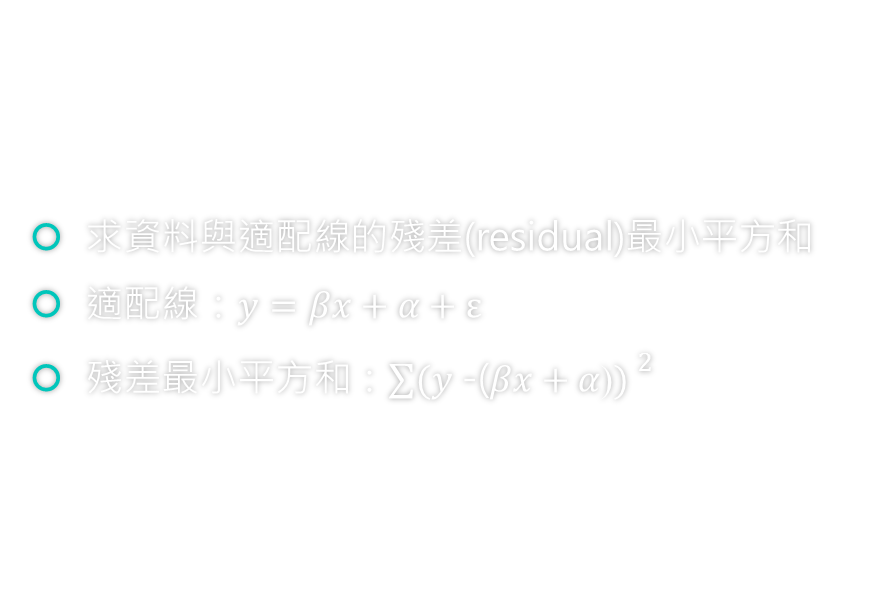 求資料與適配線的殘差(residual)最小平方和
適配線：y = βx + α + ε
殘差最小平方和：∑(y -(βx + α)) ²